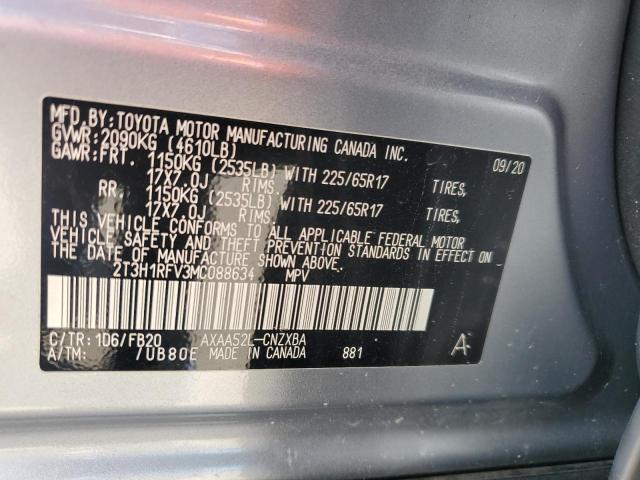 MFD.BY:TOYOTA MOTOR MANUFACTURING CANADA INC.
GVWR:2090KG (4610LB) 09/20
GAWR:FRT. 1150KG (2535LB) WITH 225/65R17 TIRES,
17X7.0J RIMS.
RR. 1150KG (2535LB) WITH 225/65R17 TIRES,
17X7.0J RIMS.
THIS VEHICLE CONFORMS TO ALL APPLICABLE FEDERAL MOTOR
VEHICLE SAFETY AND THEFT PREVENTION STANDARDS IN EFFECT ON
THE DATE OF MANUFACTURE SHOWN ABOVE.
2T3H1RFV3MC088634 MPV
C/TR:1D6/FB20 AXAA52L-CNZXBA
A/TM: /UB80E MADE IN CANADA 881 A